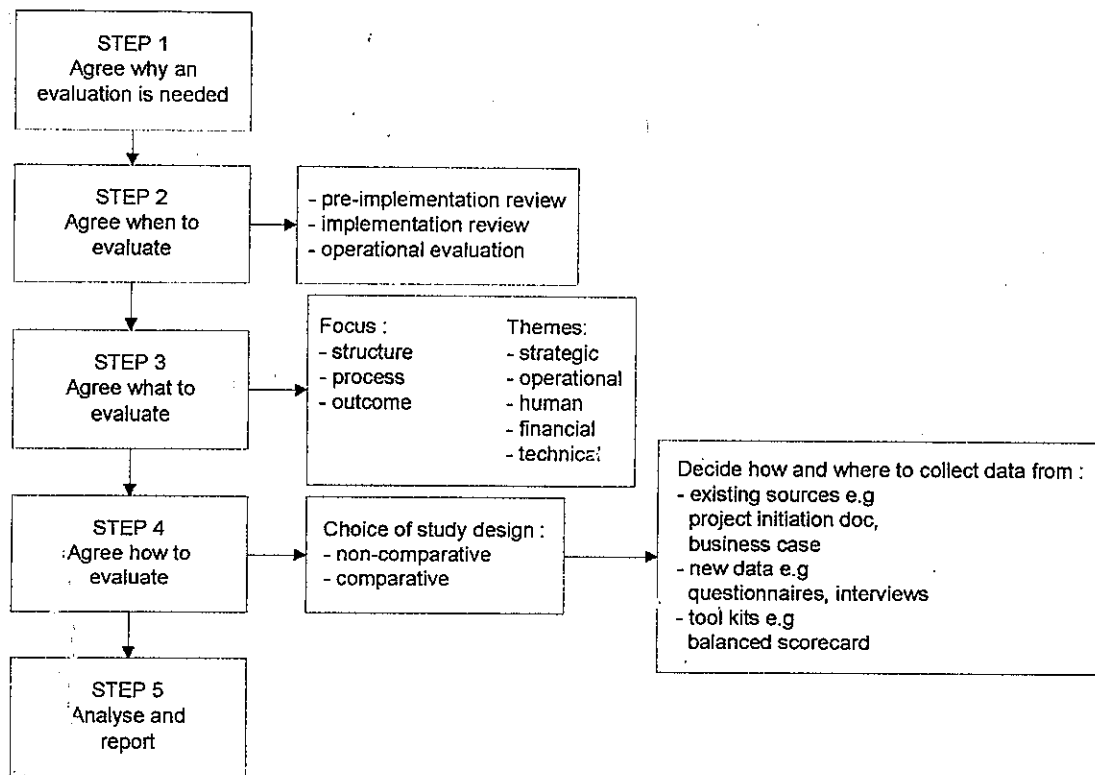 STEP 1
Agree why an
evaluation is needed
STEP 2
Agree when to
evaluate
- pre-implementation review
- implementation review
- operational evaluation
STEP 3
Agree what to
evaluate
Focus :
- structure
- process
- outcome
Themes:
- strategic
- operational
- human
- financial
- technical
STEP 4
Agree how to
evaluate
Choice of study design :
- non-comparative
- comparative
Decide how and where to collect data from :
- existing sources e.g
project initiation doc,
business case
- new data e.g
questionnaires, interviews
- tool kits e.g
balanced scorecard
STEP 5
Analyse and
report